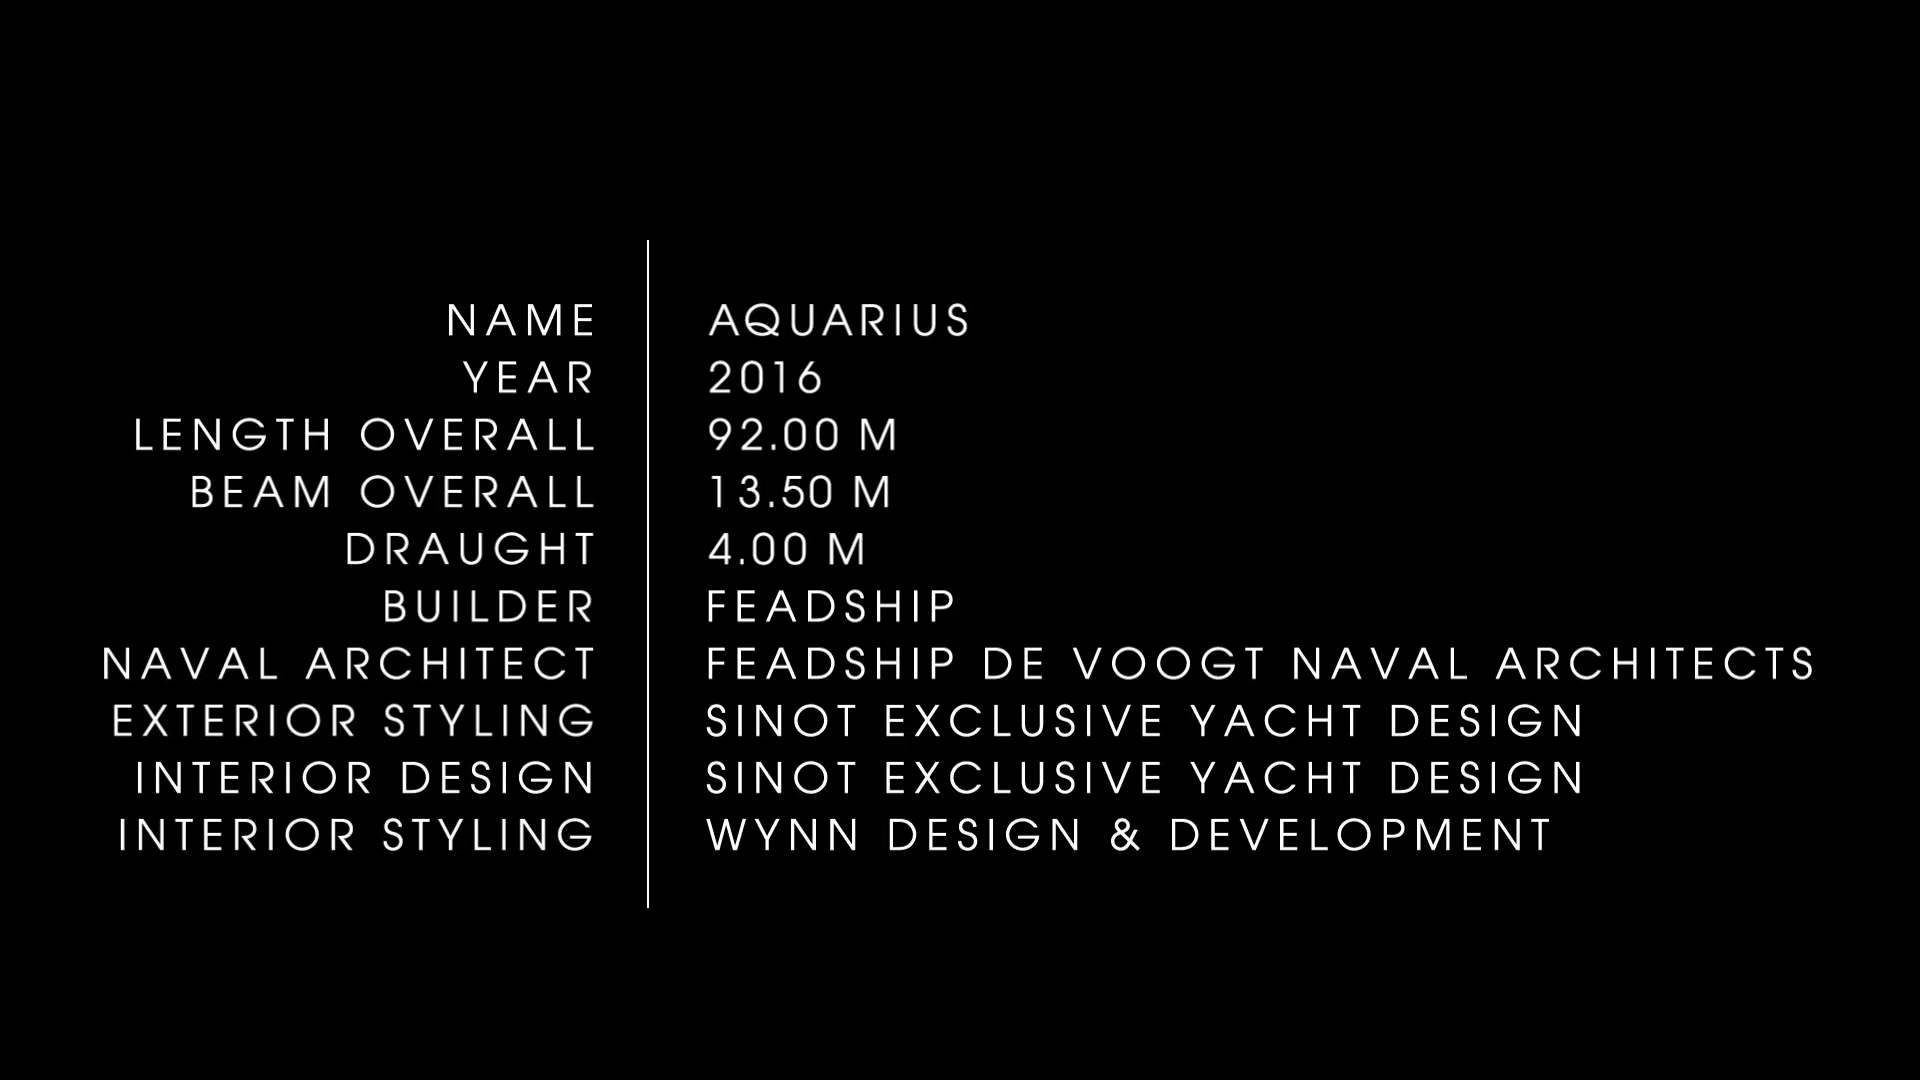 NAME AQUARIUS
YEAR 2016
LENGTH OVERALL 92.00 M
BEAM OVERALL 13.50 M
DRAUGHT 4.00 M
BUILDER FEADSHIP
NAVAL ARCHITECT FEADSHIP DE VOOGT NAVAL ARCHITECTS
EXTERIOR STYLING SINOT EXCLUSIVE YACHT DESIGN
INTERIOR DESIGN SINOT EXCLUSIVE YACHT DESIGN
INTERIOR STYLING WYNN DESIGN & DEVELOPMENT